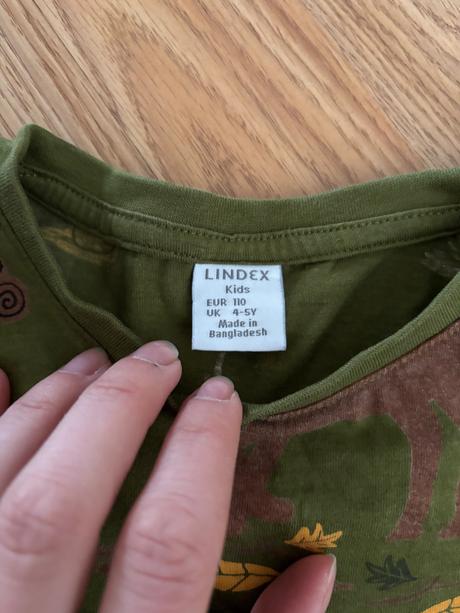 LINDEX
Kids
EUR 110
UK 4-5Y
Made in
Bangladesh